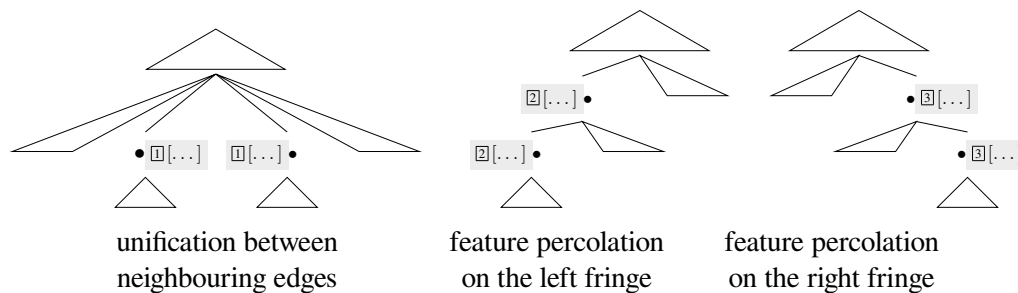 2 [...]
3 [...]
1 [...] 1 [...]
2 [...]
3 [...
unification between
neighbouring edges
feature percolation
on the left fringe
feature percolation
on the right fringe